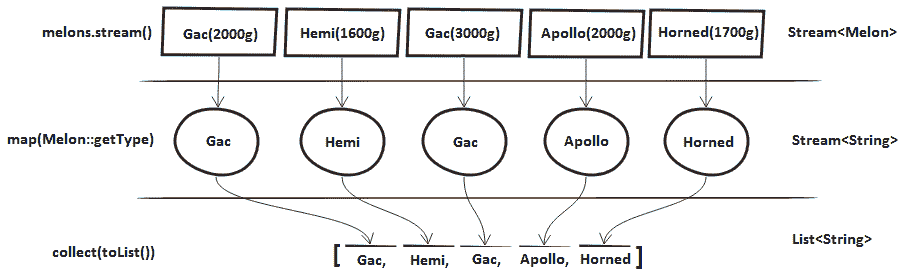 melons.stream() Gac(2000g) Hemi(1600g) Gac(3000g) Apollo(2000g) Horned(1700g) Stream<Melon>
map(Melon::getType) Gac Hemi Gac Apollo Horned Stream<String>
collect(toList()) [ Gac, Hemi, Gac, Apollo, Horned ] List<String>